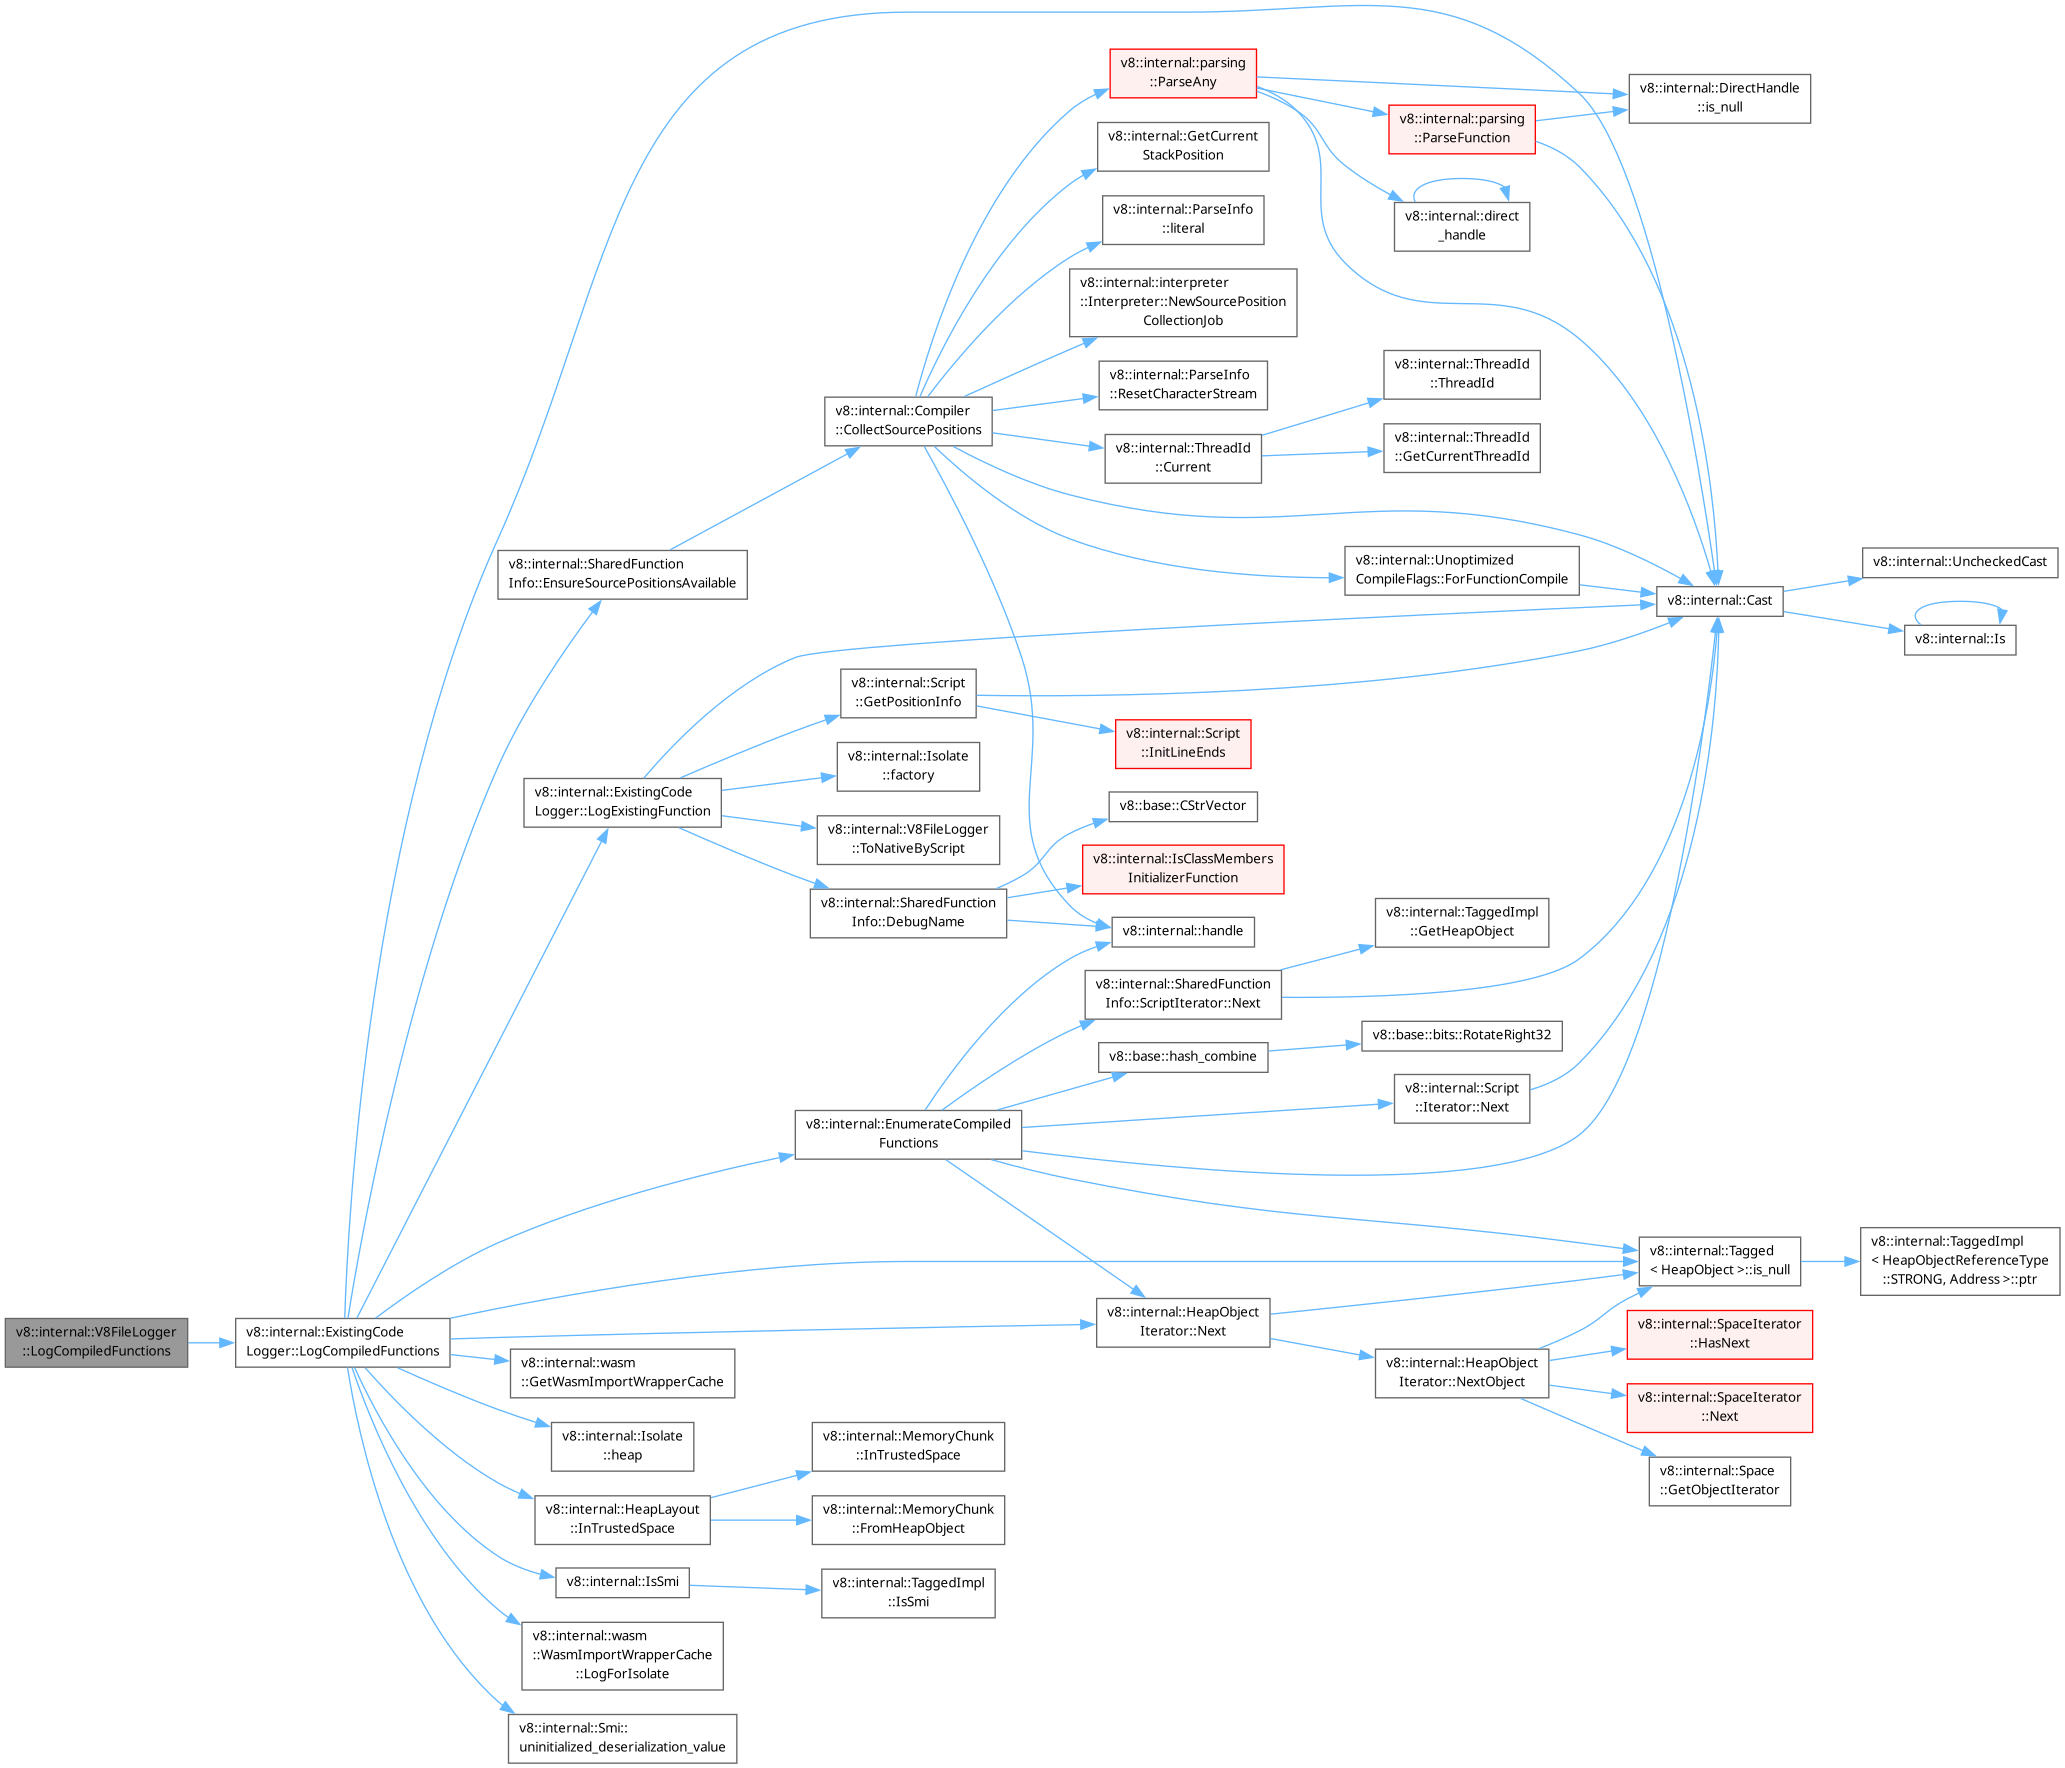 v8::internal::V8FileLogger
::LogCompiledFunctions
v8::internal::ExistingCode
Logger::LogCompiledFunctions
v8::internal::SharedFunction
Info::EnsureSourcePositionsAvailable
v8::internal::ExistingCode
Logger::LogExistingFunction
v8::internal::wasm
::GetWasmImportWrapperCache
v8::internal::Isolate
::heap
v8::internal::HeapLayout
::InTrustedSpace
v8::internal::IsSmi
v8::internal::wasm
::WasmImportWrapperCache
::LogForIsolate
v8::internal::Smi::
uninitialized_deserialization_value
v8::internal::Compiler
::CollectSourcePositions
v8::internal::Script
::GetPositionInfo
v8::internal::Isolate
::factory
v8::internal::V8FileLogger
::ToNativeByScript
v8::internal::SharedFunction
Info::DebugName
v8::internal::EnumerateCompiled
Functions
v8::internal::MemoryChunk
::InTrustedSpace
v8::internal::MemoryChunk
::FromHeapObject
v8::internal::TaggedImpl
::IsSmi
v8::internal::parsing
::ParseAny
v8::internal::GetCurrent
StackPosition
v8::internal::ParseInfo
::literal
v8::internal::interpreter
::Interpreter::NewSourcePosition
CollectionJob
v8::internal::ParseInfo
::ResetCharacterStream
v8::internal::ThreadId
::Current
v8::internal::Script
::InitLineEnds
v8::base::CStrVector
v8::internal::IsClassMembers
InitializerFunction
v8::internal::handle
v8::internal::SharedFunction
Info::ScriptIterator::Next
v8::base::hash_combine
v8::internal::HeapObject
Iterator::Next
v8::internal::parsing
::ParseFunction
v8::internal::direct
_handle
v8::internal::ThreadId
::ThreadId
v8::internal::ThreadId
::GetCurrentThreadId
v8::internal::Unoptimized
CompileFlags::ForFunctionCompile
v8::internal::TaggedImpl
::GetHeapObject
v8::base::bits::RotateRight32
v8::internal::Script
::Iterator::Next
v8::internal::HeapObject
Iterator::NextObject
v8::internal::DirectHandle
::is_null
v8::internal::Cast
v8::internal::Tagged
< HeapObject >::is_null
v8::internal::SpaceIterator
::HasNext
v8::internal::SpaceIterator
::Next
v8::internal::Space
::GetObjectIterator
v8::internal::UncheckedCast
v8::internal::Is
v8::internal::TaggedImpl
< HeapObjectReferenceType
::STRONG, Address >::ptr